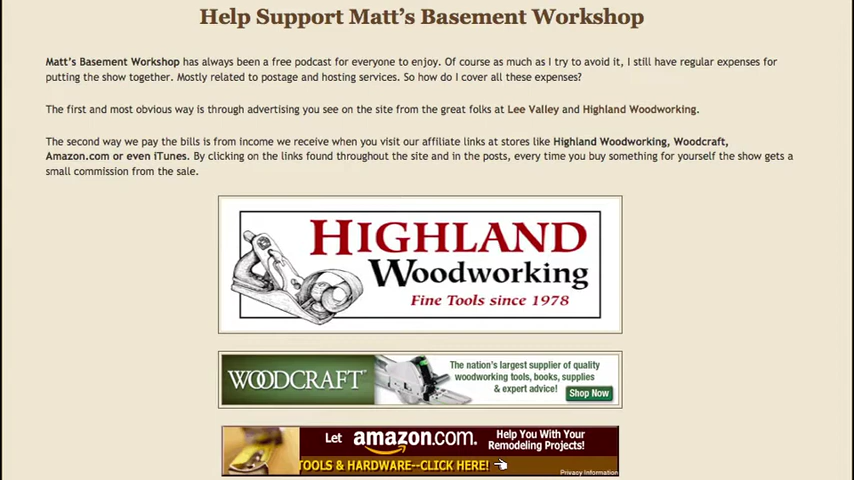 Help Support Matt's Basement Workshop
Matt's Basement Workshop has always been a free podcast for everyone to enjoy. Of course as much as I try to avoid it, I still have regular expenses for
putting the show together. Mostly related to postage and hosting services. So how do I cover all these expenses?
The first and most obvious way is through advertising you see on the site from the great folks at Lee Valley and Highland Woodworking.
The second way we pay the bills is from income we receive when you visit our affiliate links at stores like Highland Woodworking, Woodcraft,
Amazon.com or even iTunes. By clicking on the links found throughout the site and in the posts, every time you buy something for yourself the show gets a
small commission from the sale.
HIGHLAND
Woodworking
Fine Tools since 1978
WOODCRAFT
The nation's largest supplier of quality
woodworking tools, books, supplies
& expert advice!
Shop Now
Let amazon.com. Help You With Your
Remodeling Projects!
TOOLS & HARDWARE--CLICK HERE!
Privacy Information